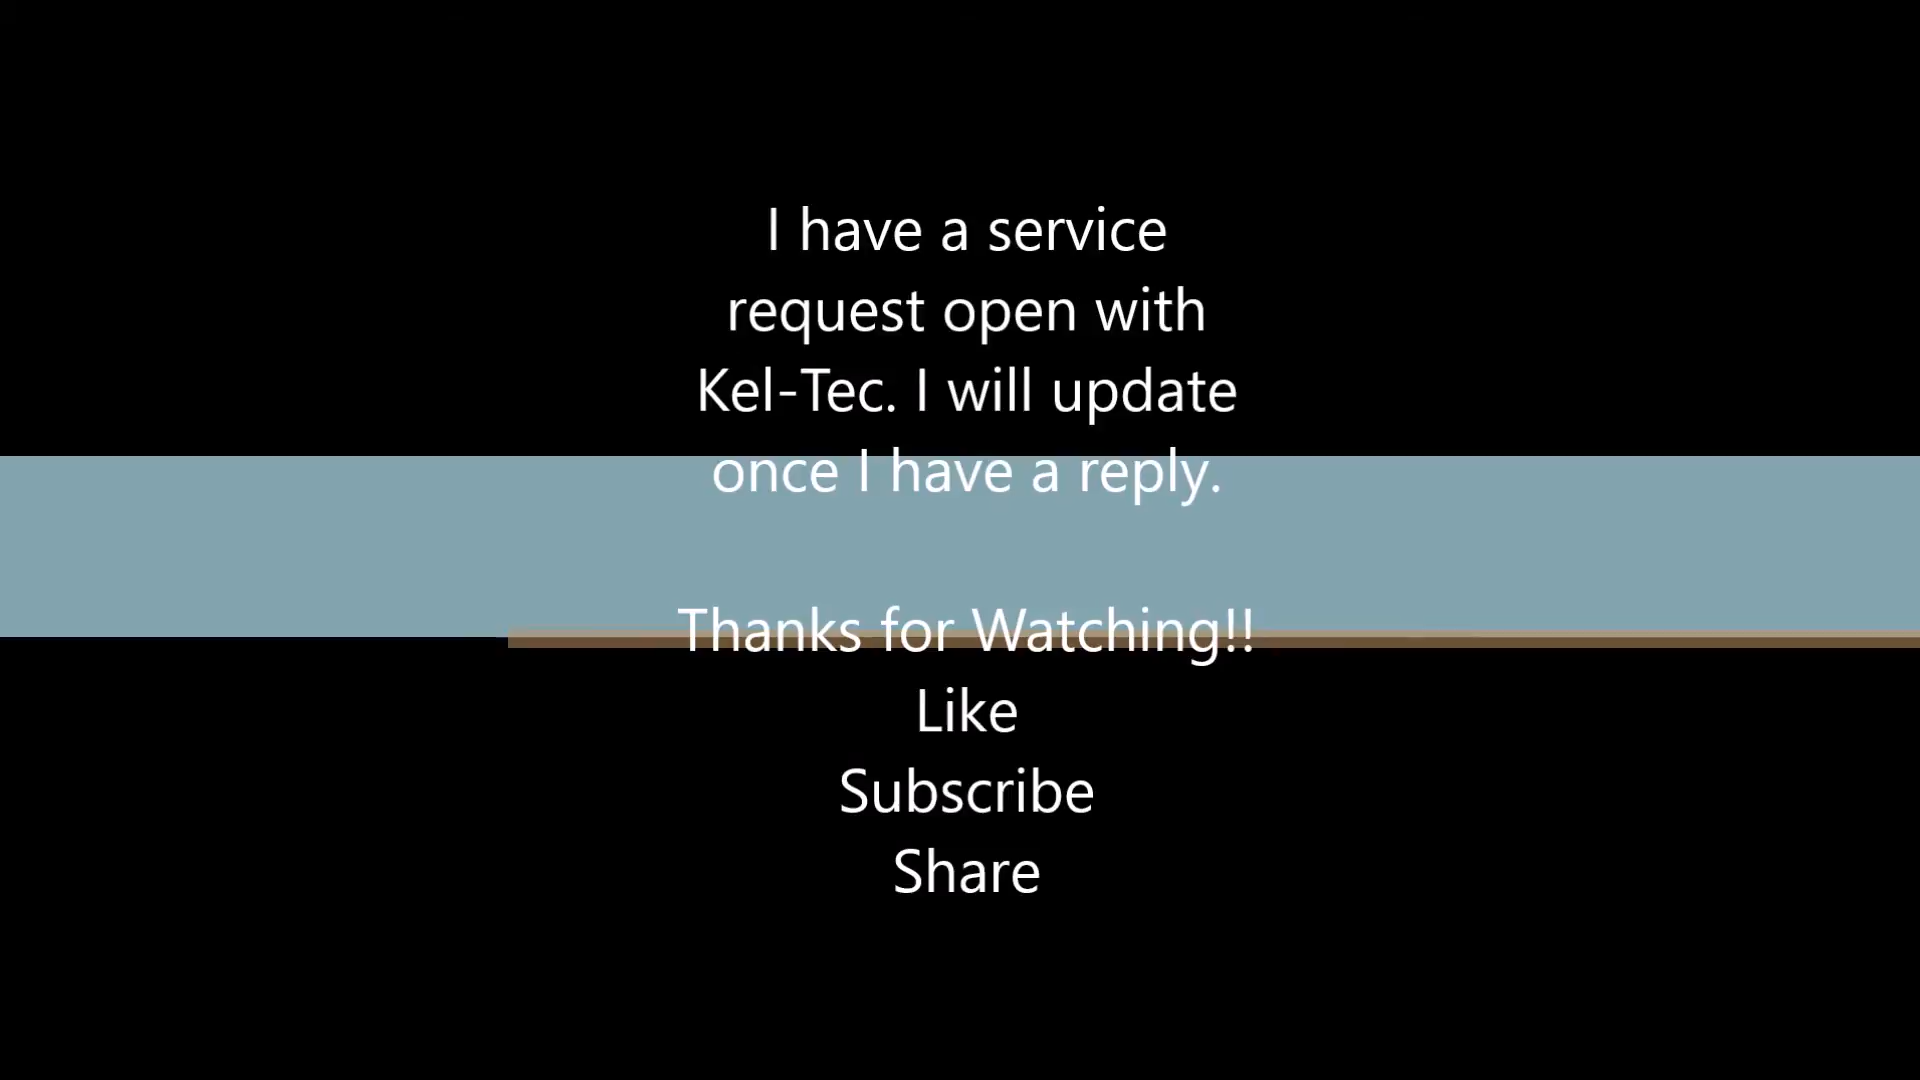 I have a service
request open with
Kel-Tec. I will update
once I have a reply.
Thanks for Watching!!
Like
Subscribe
Share